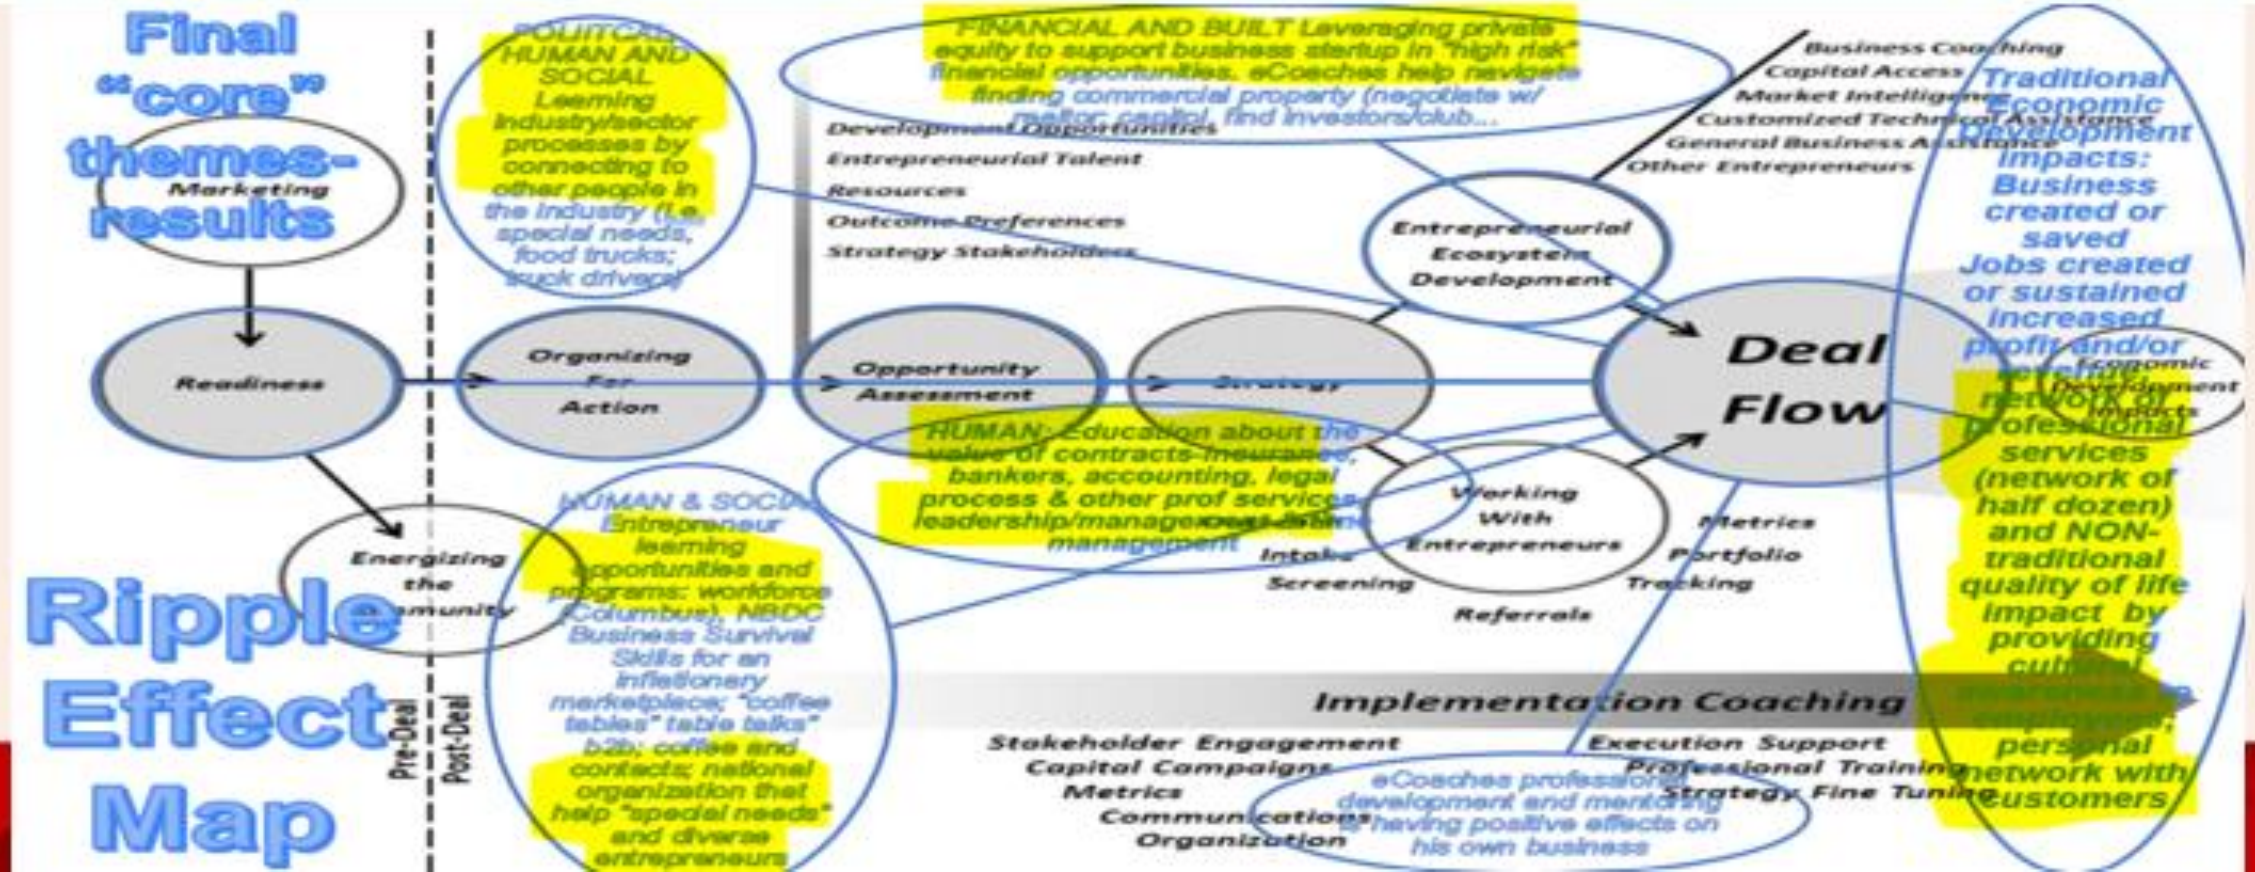 Final
“core”
themes-
results
Marketing
Readiness
Energizing
the
Ripple
Effect
Map
Pre-Deal
Post-Deal
POLIITCAL
HUMAN AND
SOCIAL
Learning
Industry/sector
processes by
connecting to
other people in
the industry (i.e.
special needs,
food trucks;
truck drivers)
Organizing
For
Action
HUMAN & SOCIAL
Entrepreneur
learning
opportunities and
programs: workforce
(Columbus), NBDC
Business Survival
Skills for an
inflationary
marketplace; “coffee
tables” table talks”
b2b; coffee and
contacts; national
organization that
help “special needs”
and diverse
entrepreneurs
FINANCIAL AND BUILT Leveraging private
equity to support business startup in “high risk”
financial opportunities. eCoaches help navigate
finding commercial property (negotiate w/
realtor; capitol, find investors/club...
Development Opportunities
Entrepreneurial Talent
Resources
Outcome Preferences
Strategy Stakeholders
Opportunity
Assessment
Strategy
HUMAN: Education about the
value of contracts-insurance,
bankers, accounting, legal
process & other prof services,
management
Entrepreneurial
Ecosystem
Development
Business Coaching
Capital Access
Market Intelligence
Customized Technical Assistance
General Business Assistance
Other Entrepreneurs
Working
With
Entrepreneurs
Intake
Screening
Referrals
Metrics
Portfolio
Tracking
Deal
Flow
Economic
Development
Impacts
Traditional
Economic
Development
impacts:
Business
created or
saved
Jobs created
or sustained
increased
profit and/or
network of
professional
services
(network of
half dozen)
and NON-
traditional
quality of life
impact by
providing
cultural
awareness to
employees;
personal
network with
customers
Implementation Coaching
Stakeholder Engagement
Capital Campaigns
Metrics
Communications
Organization
Execution Support
Professional Training
Strategy Fine Tuning
eCoaches professional
development and mentoring
is having positive effects on
his own business